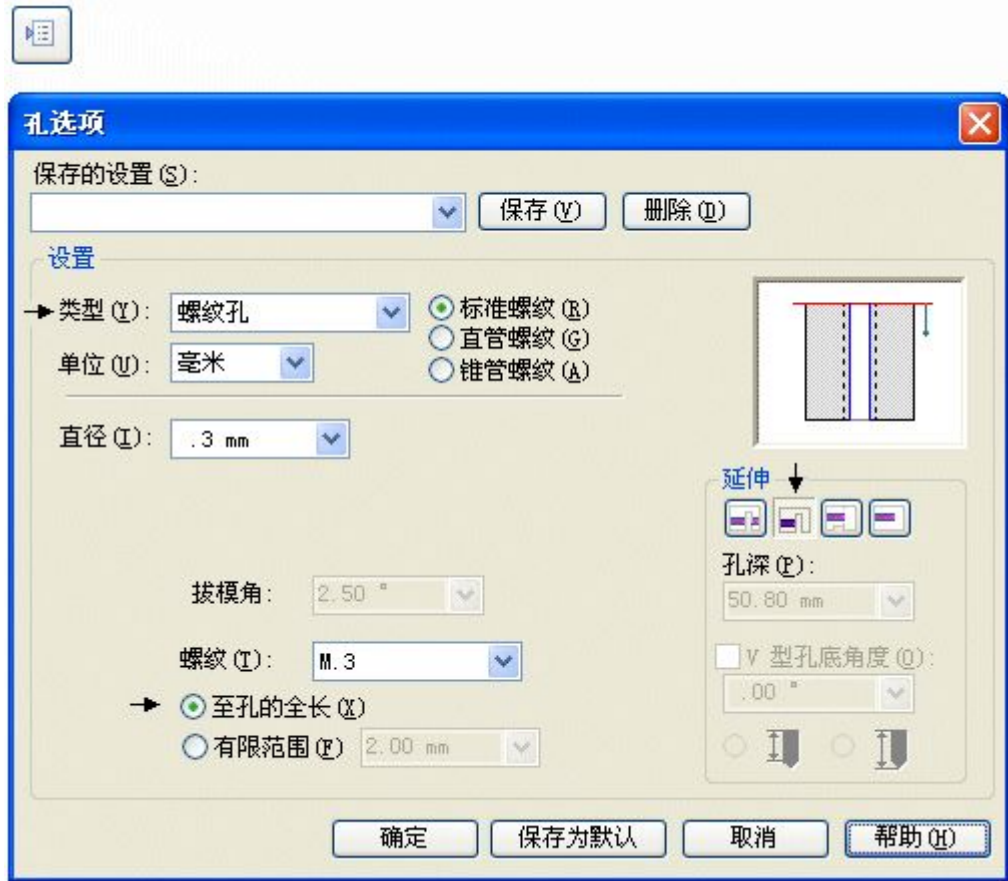 孔选项
保存的设置(S):
保存(V) 删除(D)
设置
类型(Y): 螺纹孔 标准螺纹(R)
直管螺纹(G)
单位(U): 毫米 锥管螺纹(A)
直径(I): .3 mm
延伸
孔深(P):
拔模角: 2.50 ° 50.80 mm
螺纹(T): M.3 V 型孔底角度(O):
至孔的全长(X) .00 °
有限范围(F) 2.00 mm
确定 保存为默认 取消 帮助(H)